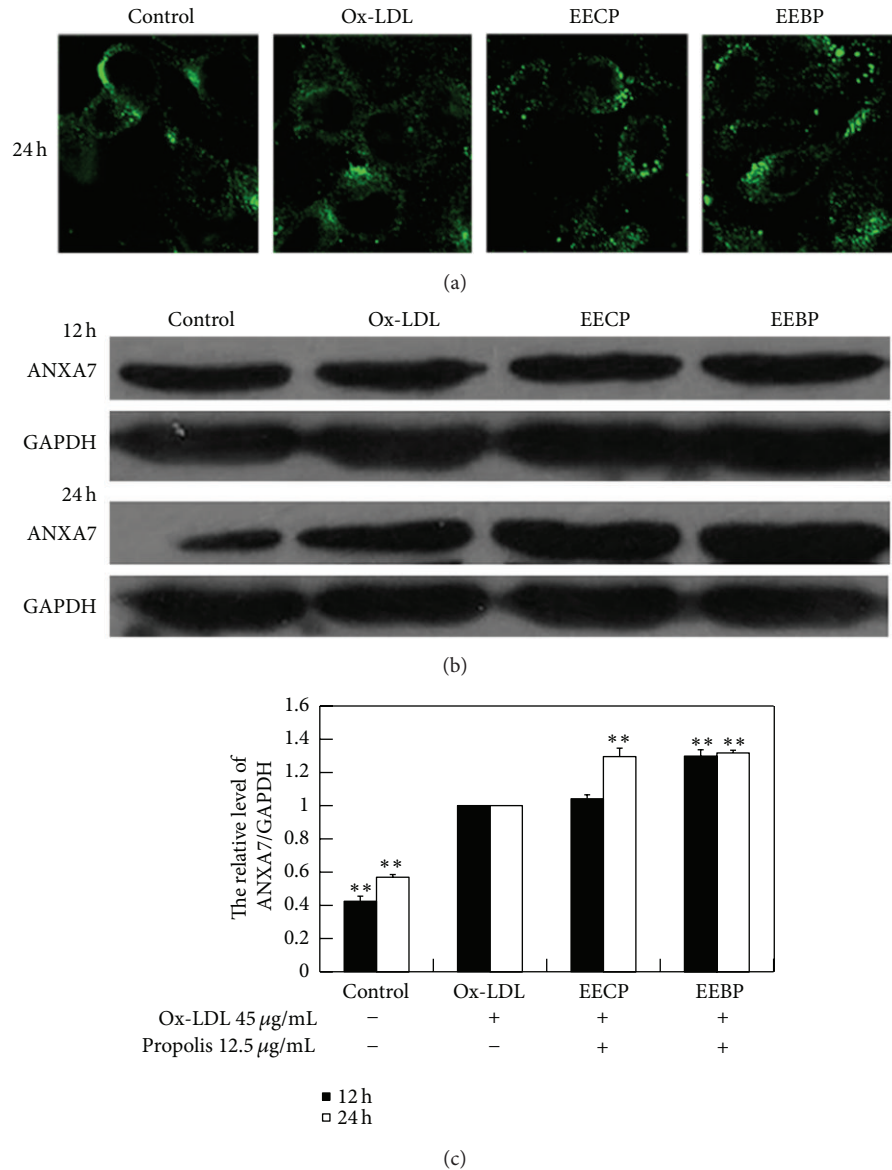 Control Ox-LDL EECP EEBP
24 h
(a)
Control Ox-LDL EECP EEBP
12 h
ANXA7
GAPDH
24 h
ANXA7
GAPDH
(b)
The relative level of
ANXA7/GAPDH
1.6
1.4
1.2
1
0.8
0.6
0.4
0.2
0
** ** ** ** **
Control Ox-LDL EECP EEBP
Ox-LDL 45 μg/mL − + + +
Propolis 12.5 μg/mL − − + +
12 h
24 h
(c)